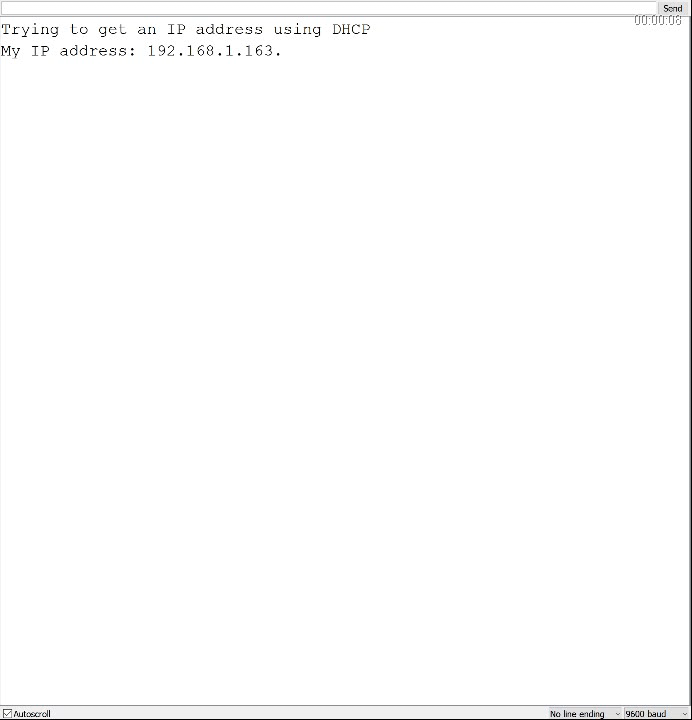 Send
00:00:08
Trying to get an IP address using DHCP
My IP address: 192.168.1.163.
Autoscroll
No line ending
9600 baud